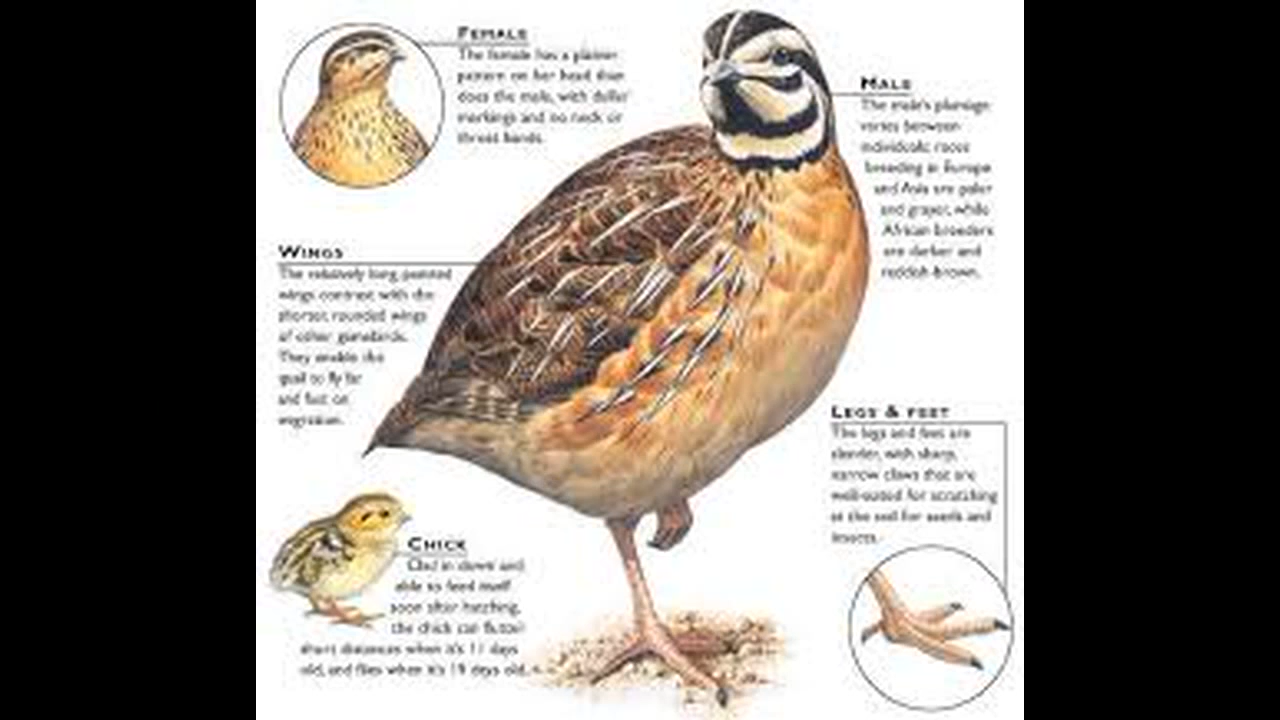 FEMALE
The female has a plainer
pattern on her head than
does the male, with duller
markings and no neck or
throat bands.
MALE
The male's plumage
varies between
individuals; races
breeding in Europe
and Asia are paler
and grayer, while
African breeders
are darker and
reddish-brown.
WINGS
The relatively long, pointed
wings contrast with the
shorter, rounded wings
of other gamebirds.
They enable the
quail to fly far
and fast on
migration.
LEGS & FEET
The legs and feet are
slender, with sharp,
narrow claws that are
well-suited for scratching
at the soil for seeds and
insects.
CHICK
Clad in down and
able to feed itself
soon after hatching,
the chick can flutter
short distances when it's 11 days
old, and flies when it's 19 days old.